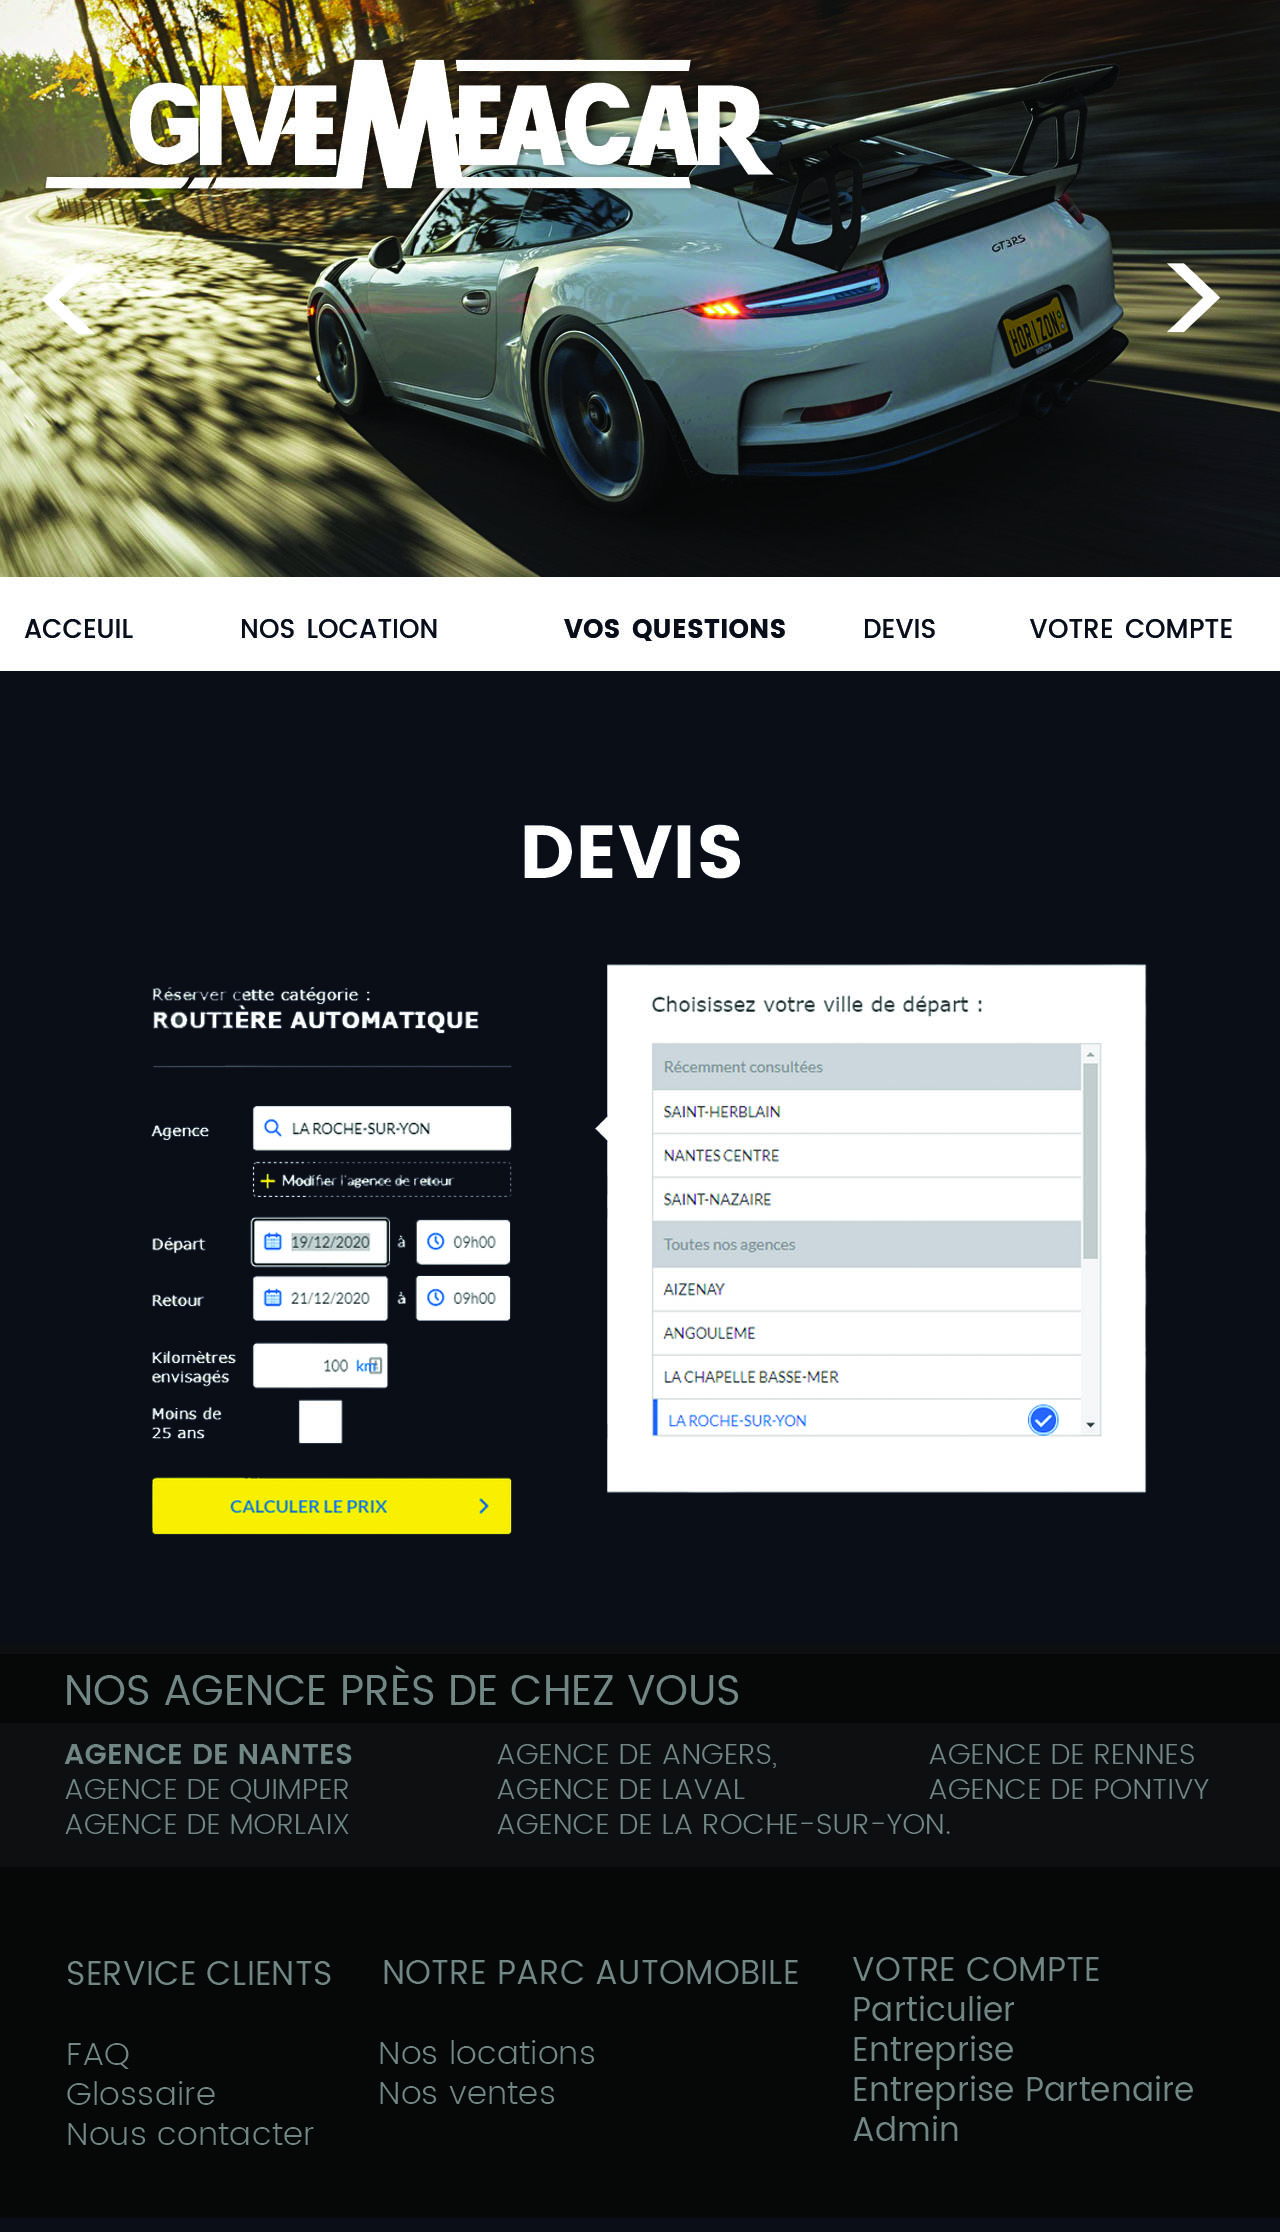 GIVEMEACAR
GT3RS
HORIZON
HORIZON
ACCEUIL NOS LOCATION VOS QUESTIONS DEVIS VOTRE COMPTE
DEVIS
Réserver cette catégorie :
ROUTIÈRE AUTOMATIQUE
Agence LA ROCHE-SUR-YON
+ Modifier l'agence de retour
Départ 19/12/2020 à 09h00
Retour 21/12/2020 à 09h00
Kilomètres
envisagés 100 km
Moins de
25 ans
CALCULER LE PRIX
Choisissez votre ville de départ :
Récemment consultées
SAINT-HERBLAIN
NANTES CENTRE
SAINT-NAZAIRE
Toutes nos agences
AIZENAY
ANGOULEME
LA CHAPELLE BASSE-MER
LA ROCHE-SUR-YON
NOS AGENCE PRÈS DE CHEZ VOUS
AGENCE DE NANTES AGENCE DE ANGERS, AGENCE DE RENNES
AGENCE DE QUIMPER AGENCE DE LAVAL AGENCE DE PONTIVY
AGENCE DE MORLAIX AGENCE DE LA ROCHE-SUR-YON.
SERVICE CLIENTS
FAQ
Glossaire
Nous contacter
NOTRE PARC AUTOMOBILE
Nos locations
Nos ventes
VOTRE COMPTE
Particulier
Entreprise
Entreprise Partenaire
Admin